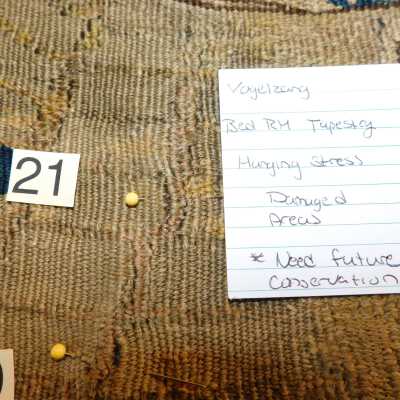 21
Vogelzang
Bed RM Tapestry
Hanging Stress
Damaged
Areas
* Need future
conservation